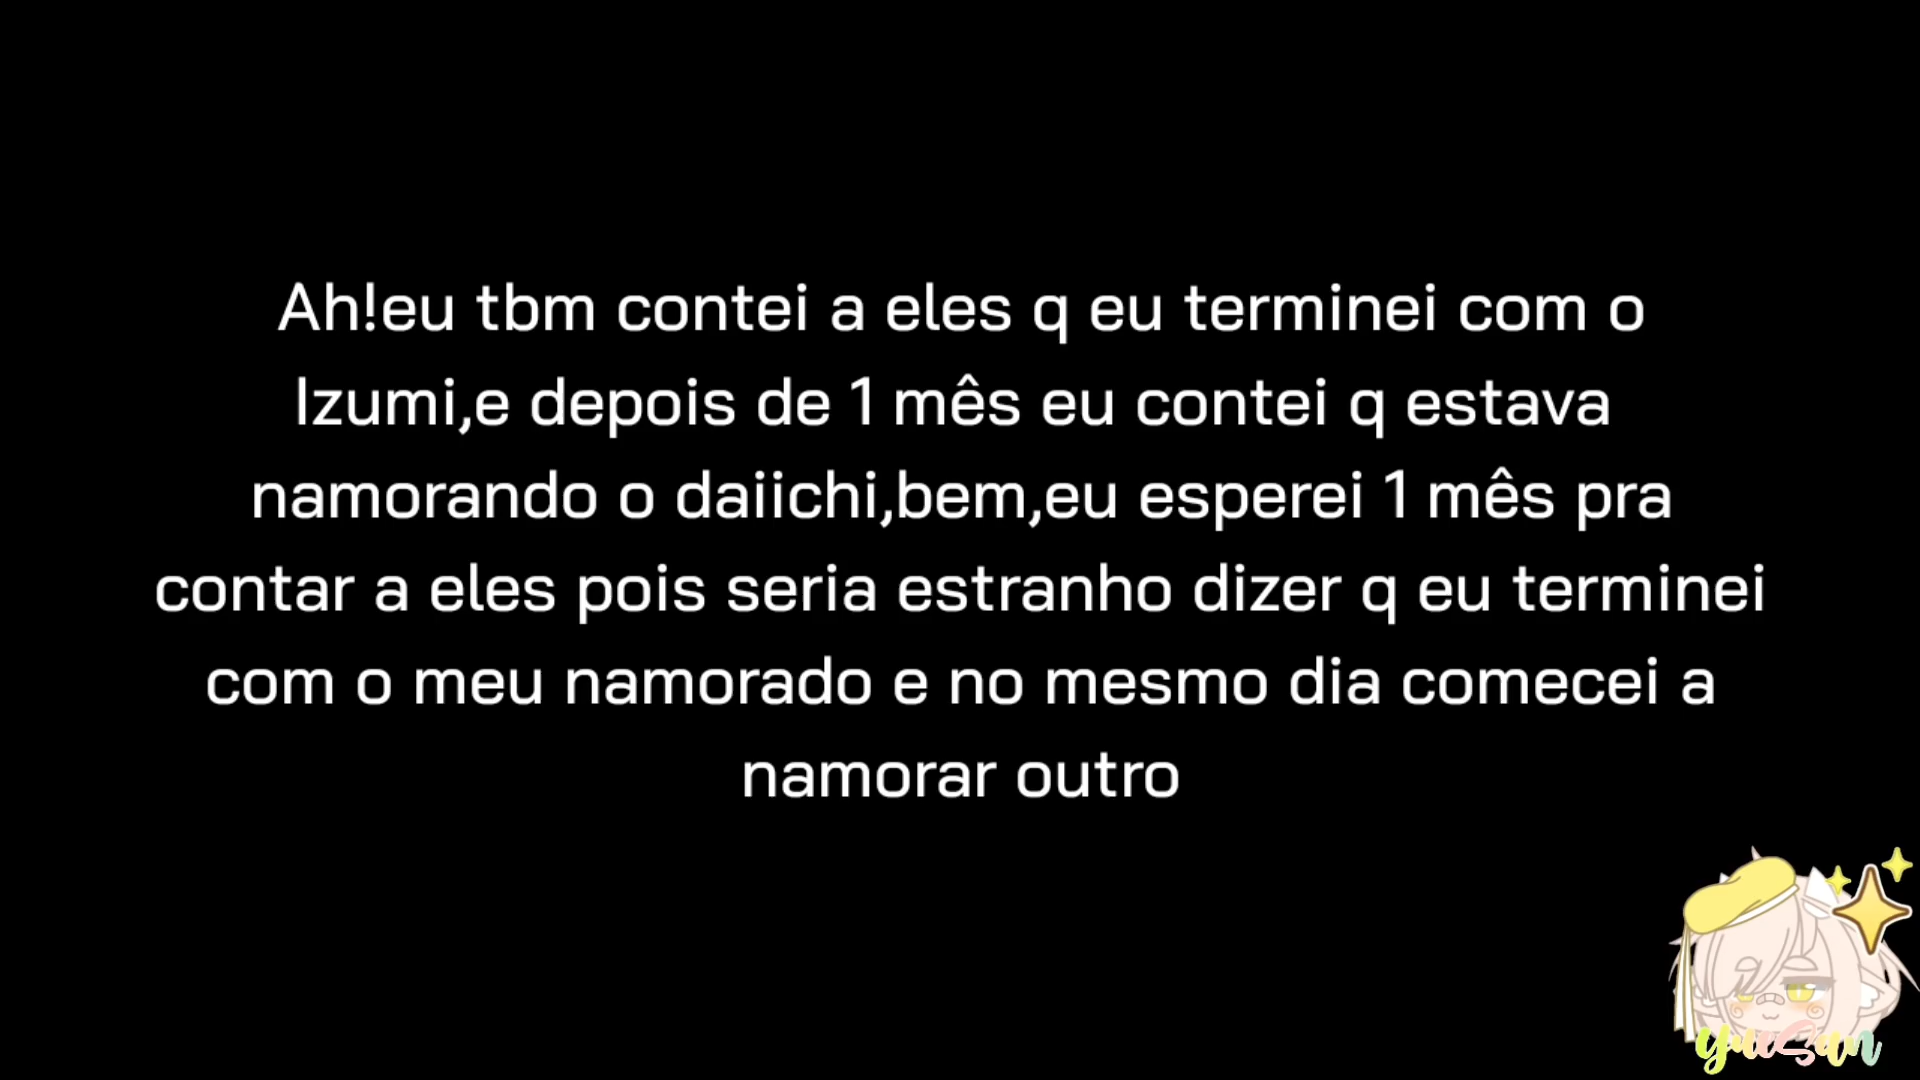 Ah!eu tbm contei a eles q eu terminei com o
Izumi,e depois de 1 mês eu contei q estava
namorando o daiichi,bem,eu esperei 1 mês pra
contar a eles pois seria estranho dizer q eu terminei
com o meu namorado e no mesmo dia comecei a
namorar outro
yuuSan